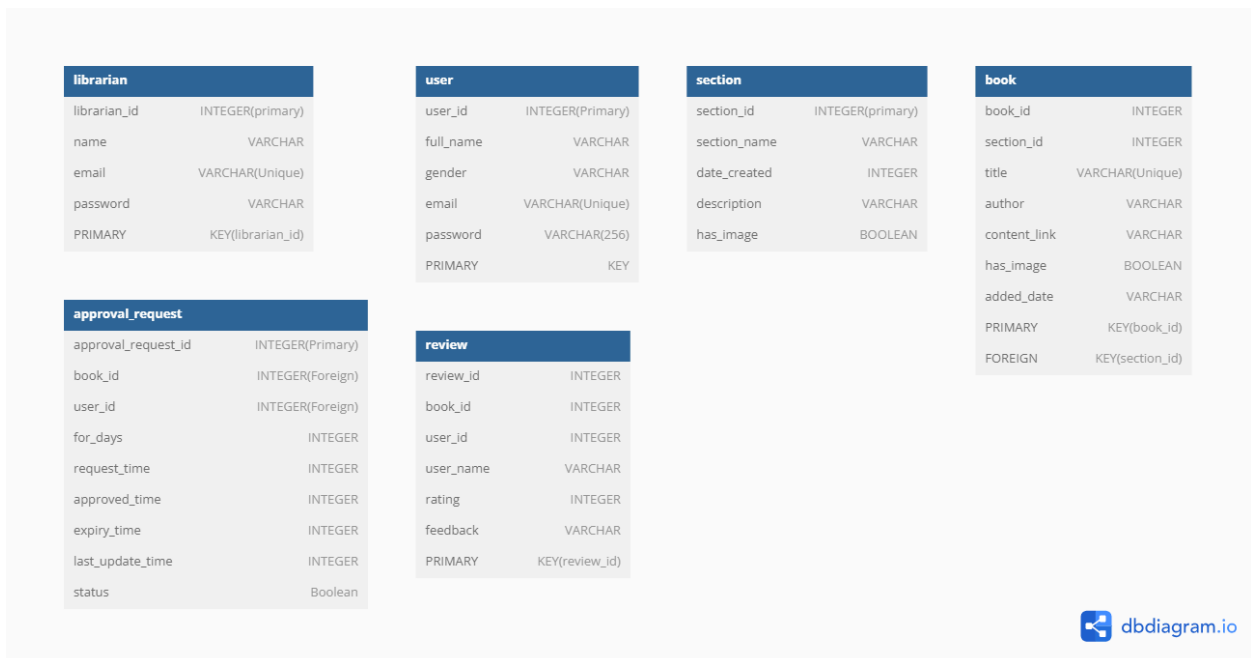 librarian
librarian_id INTEGER(primary)
name VARCHAR
email VARCHAR(Unique)
password VARCHAR
PRIMARY KEY(librarian_id)
user
user_id INTEGER(Primary)
full_name VARCHAR
gender VARCHAR
email VARCHAR(Unique)
password VARCHAR(256)
PRIMARY KEY
section
section_id INTEGER(primary)
section_name VARCHAR
date_created INTEGER
description VARCHAR
has_image BOOLEAN
book
book_id INTEGER
section_id INTEGER
title VARCHAR(Unique)
author VARCHAR
content_link VARCHAR
has_image BOOLEAN
added_date VARCHAR
PRIMARY KEY(book_id)
FOREIGN KEY(section_id)
approval_request
approval_request_id INTEGER(Primary)
book_id INTEGER(Foreign)
user_id INTEGER(Foreign)
for_days INTEGER
request_time INTEGER
approved_time INTEGER
expiry_time INTEGER
last_update_time INTEGER
status Boolean
review
review_id INTEGER
book_id INTEGER
user_id INTEGER
user_name VARCHAR
rating INTEGER
feedback VARCHAR
PRIMARY KEY(review_id)
dbdiagram.io